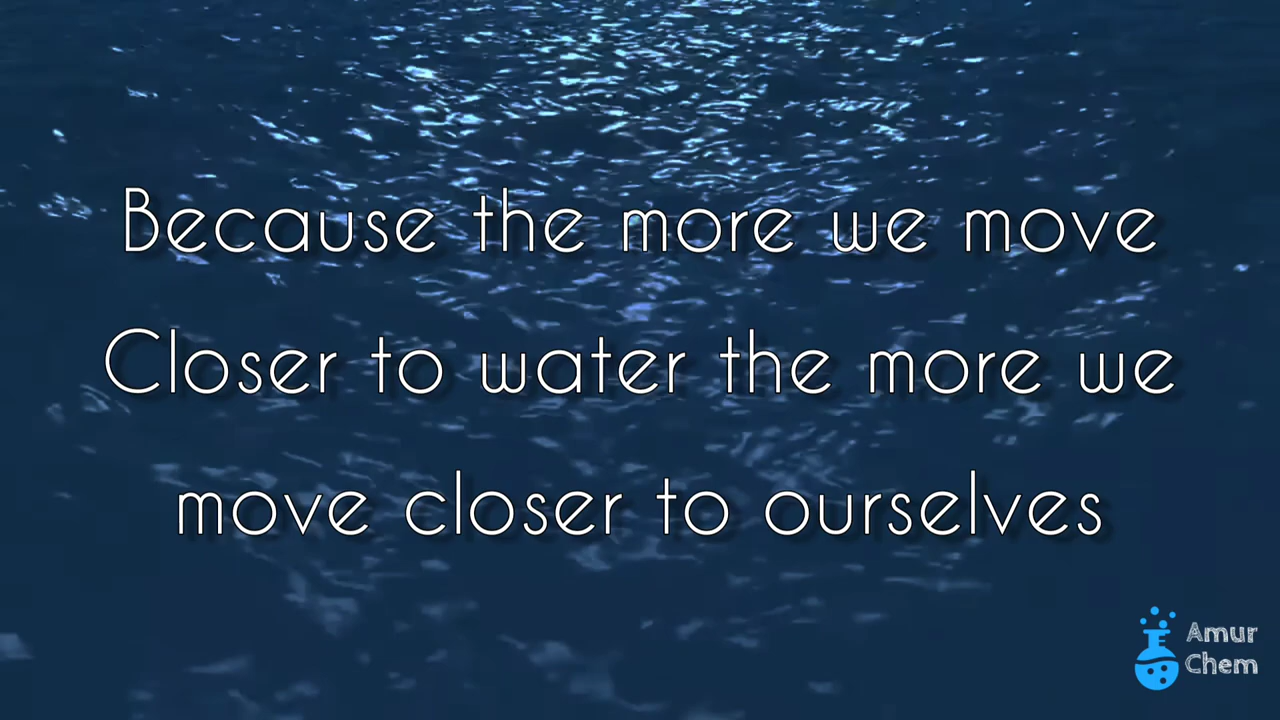 Because the more we move
Closer to water the more we
move closer to ourselves
Amur
Chem